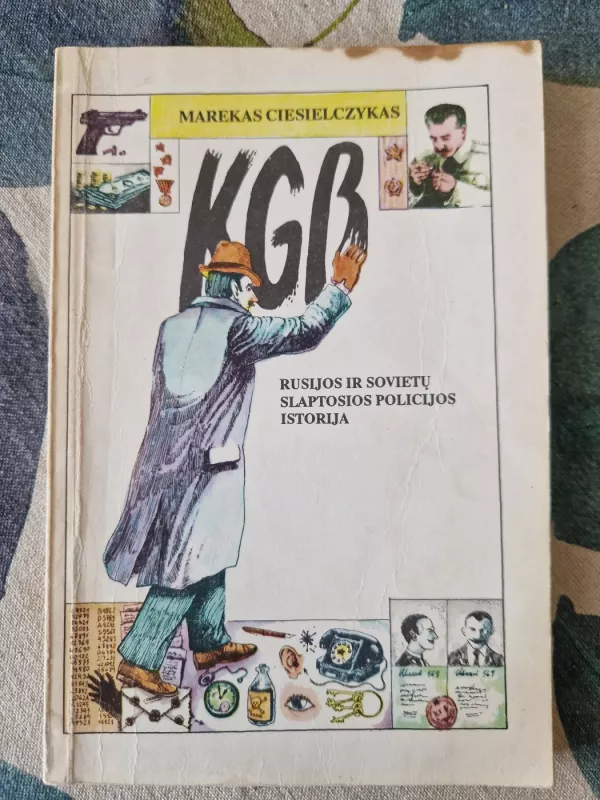 MAREKAS CIESIELCZYKAS
KGB
RUSIJOS IR SOVIETŲ
SLAPTOSIOS POLICIJOS
ISTORIJA